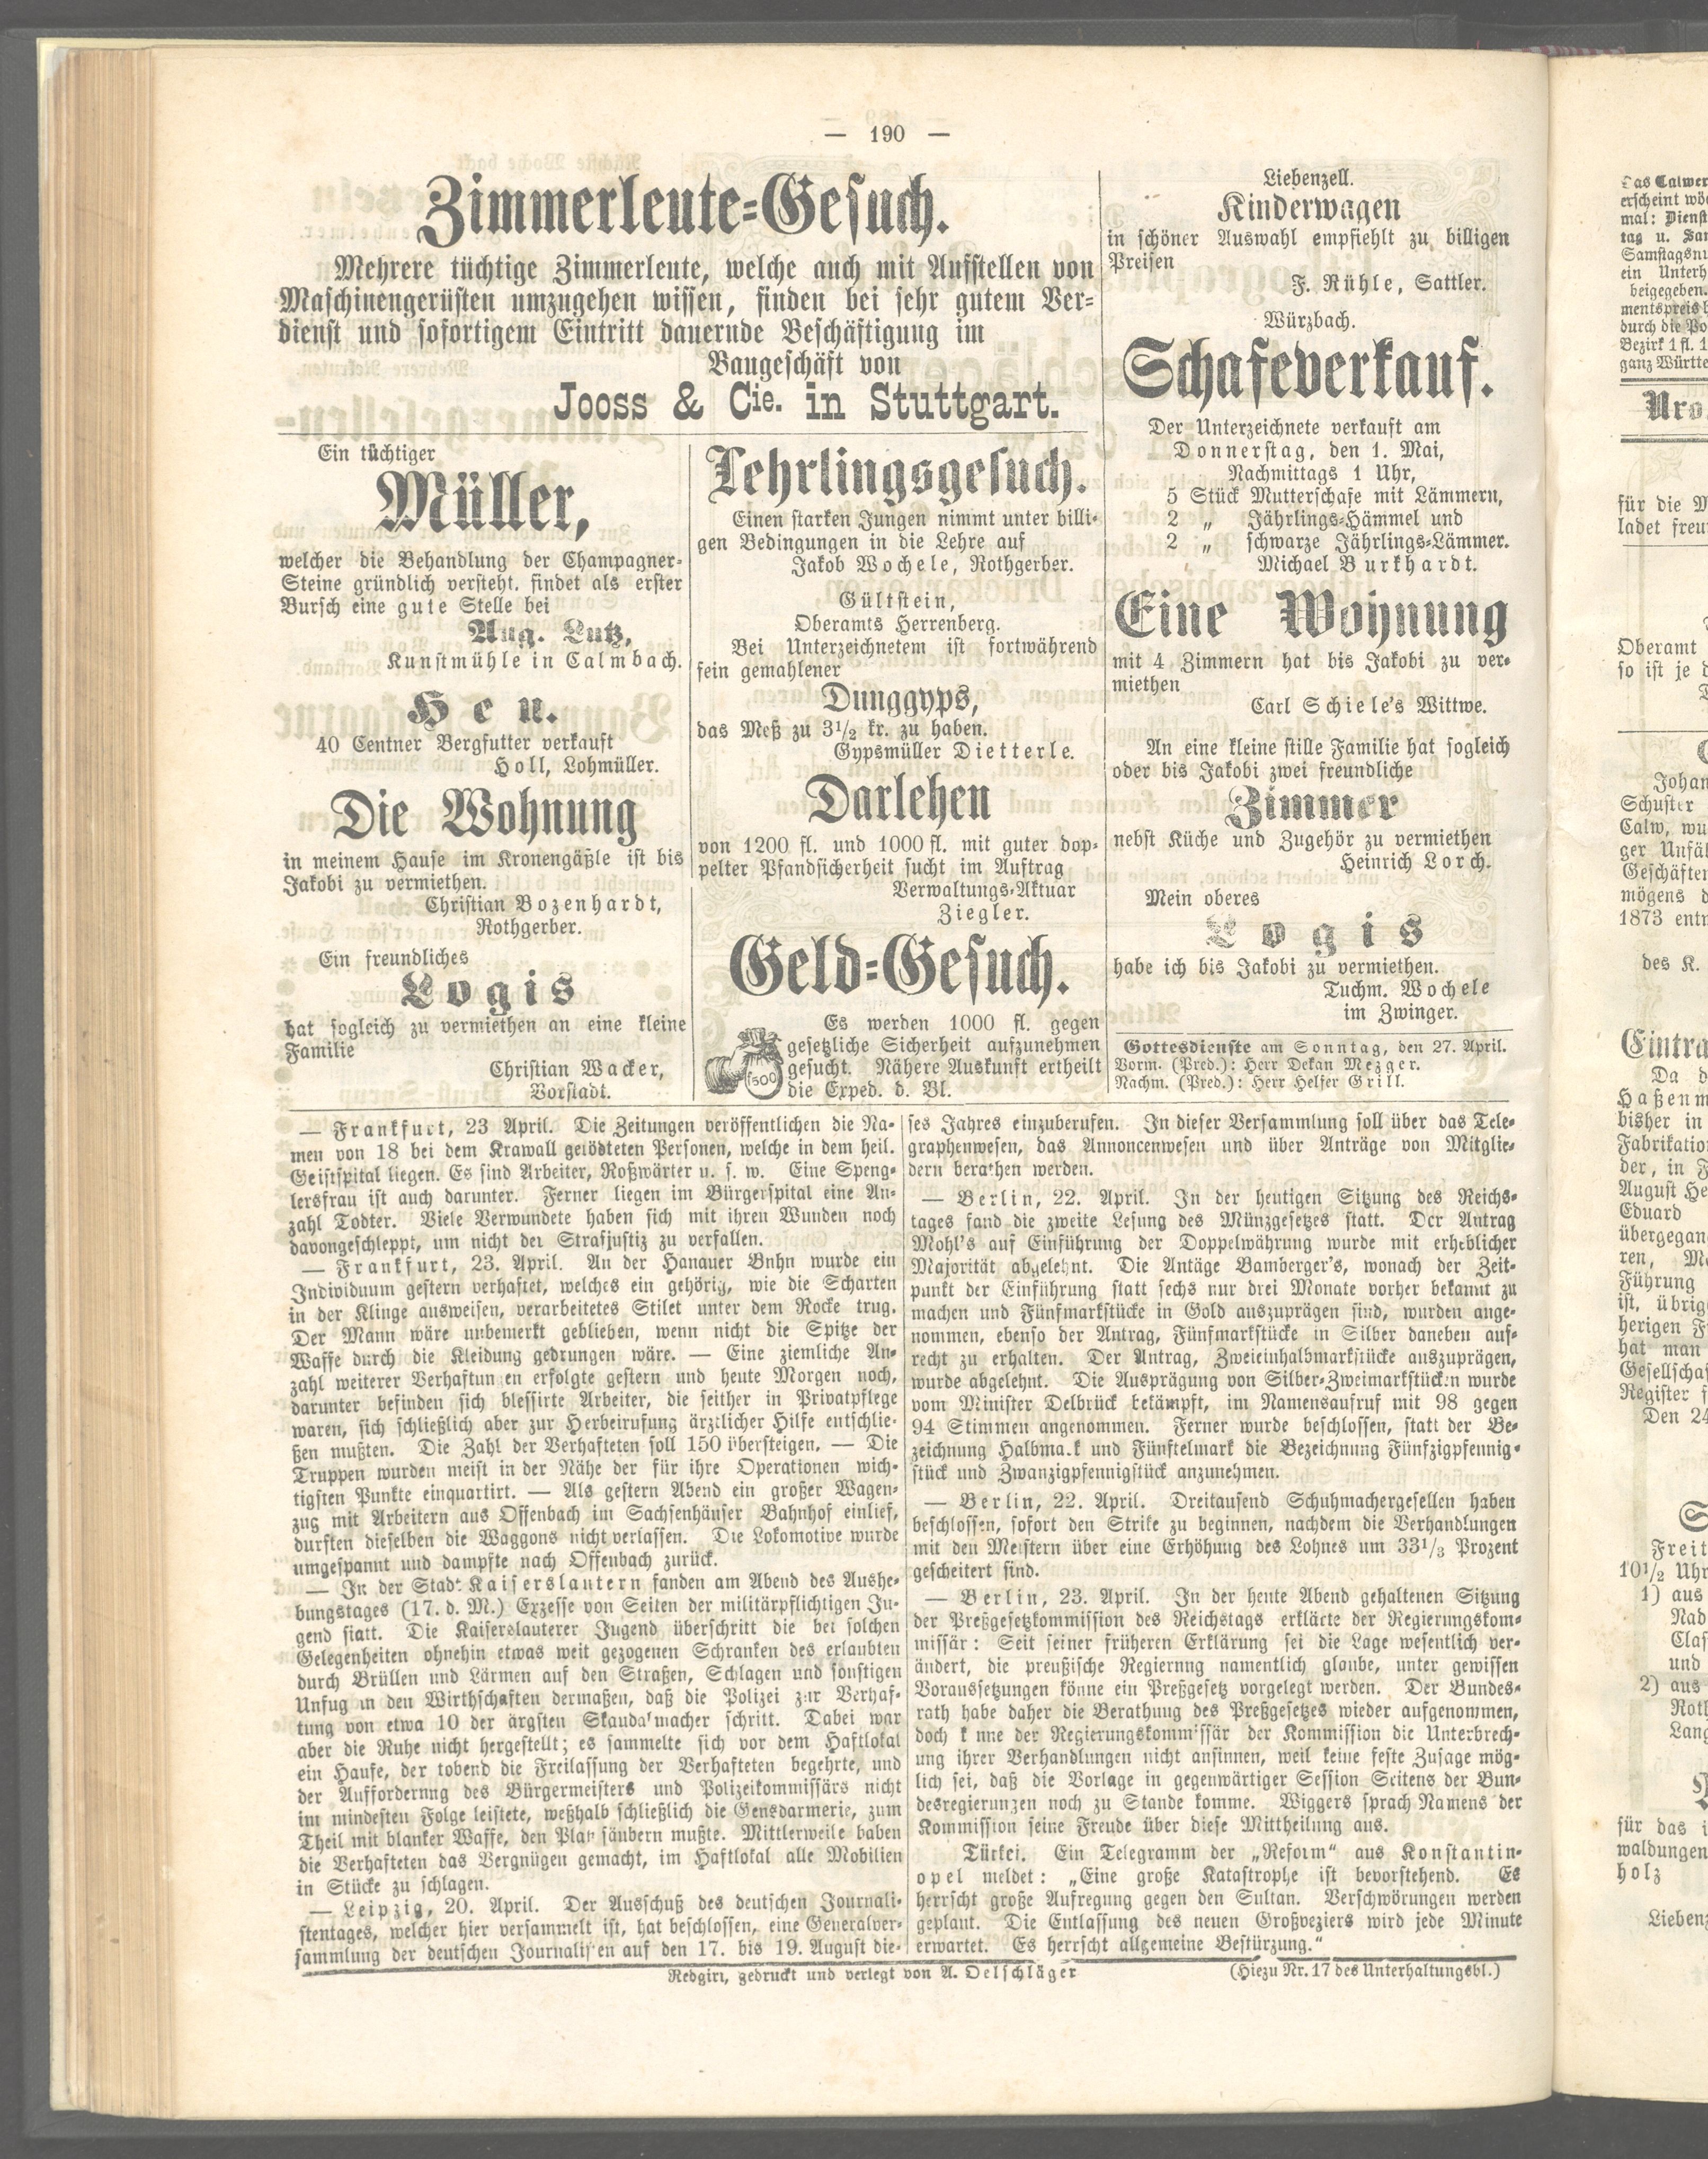 — 190 —
Zimmerleute-Gesuch.
Mehrere tüchtige Zimmerleute, welche auch mit Aufstellen von
Maschinengerüsten umzugehen wissen, finden bei sehr gutem Ver-
dienst und sofortigem Eintritt dauernde Beschäftigung im
Baugeschäft von
Jooss & Cie. in Stuttgart.
Ein tüchtiger
Müller,
welcher die Behandlung der Champagner-
Steine gründlich versteht, findet als erster
Bursch eine gute Stelle bei
Aug. Lutz,
Kunstmühle in Calmbach.
Heu.
40 Centner Bergfutter verkauft
Holl, Lohmüller.
Die Wohnung
in meinem Hause im Kronengäßle ist bis
Jakobi zu vermiethen.
Christian Bozenhardt,
Rothgerber.
Ein freundliches
Logis
hat sogleich zu vermiethen an eine kleine
Familie
Christian Wacker,
Vorstadt.
Lehrlingsgesuch.
Einen starken Jungen nimmt unter billi-
gen Bedingungen in die Lehre auf
Jakob Wochele, Rothgerber.
Gültstein,
Oberamts Herrenberg.
Bei Unterzeichnetem ist fortwährend
fein gemahlener
Dunggyps,
das Meß zu 3½ kr. zu haben.
Gypsmüller Dietterle.
Darlehen
von 1200 fl. und 1000 fl. mit guter dop-
pelter Pfandsicherheit sucht im Auftrag
Verwaltungs-Aktuar
Ziegler.
Geld-Gesuch.
Es werden 1000 fl. gegen
gesetzliche Sicherheit aufzunehmen
gesucht. Nähere Auskunft ertheilt
die Exped. d. Bl.
f500
Liebenzell.
Kinderwagen
in schöner Auswahl empfiehlt zu billigen
Preisen
F. Rühle, Sattler.
Würzbach.
Schafeverkauf.
Der Unterzeichnete verkauft am
Donnerstag, den 1. Mai,
Nachmittags 1 Uhr,
5 Stück Mutterschafe mit Lämmern,
2 „ Jährlings-Hämmel und
2 „ schwarze Jährlings-Lämmer.
Michael Burkhardt.
Eine Wohnung
mit 4 Zimmern hat bis Jakobi zu ver-
miethen
Carl Schiele's Wittwe.
An eine kleine stille Familie hat sogleich
oder bis Jakobi zwei freundliche
Zimmer
nebst Küche und Zugehör zu vermiethen
Heinrich Lorch.
Mein oberes
Logis
habe ich bis Jakobi zu vermiethen.
Tuchm. Wochele
im Zwinger.
Gottesdienste am Sonntag, den 27. April.
Vorm. (Pred.): Herr Dekan Mezger.
Nachm. (Pred.): Herr Helfer Grill.
— Frankfurt, 23 April. Die Zeitungen veröffentlichen die Na-
men von 18 bei dem Krawall getödteten Personen, welche in dem heil.
Geistspital liegen. Es sind Arbeiter, Roßwärter u. s. w. Eine Speng-
lersfrau ist auch darunter. Ferner liegen im Bürgerspital eine An-
zahl Todter. Viele Verwundete haben sich mit ihren Wunden noch
davongeschleppt, um nicht der Strafjustiz zu verfallen.
— Frankfurt, 23. April. An der Hanauer Bnhn wurde ein
Individuum gestern verhaftet, welches ein gehörig, wie die Scharten
in der Klinge ausweisen, verarbeitetes Stilet unter dem Rocke trug.
Der Mann wäre unbemerkt geblieben, wenn nicht die Spitze der
Waffe durch die Kleidung gedrungen wäre. — Eine ziemliche An-
zahl weiterer Verhaftun en erfolgte gestern und heute Morgen noch,
darunter befinden sich blessirte Arbeiter, die seither in Privatpflege
waren, sich schließlich aber zur Herbeirufung ärztlicher Hilfe entschlie-
ßen mußten. Die Zahl der Verhafteten soll 150 übersteigen. — Die
Truppen wurden meist in der Nähe der für ihre Operationen wich-
tigsten Punkte einquartirt. — Als gestern Abend ein großer Wagen-
zug mit Arbeitern aus Offenbach im Sachsenhäuser Bahnhof einlief,
durften dieselben die Waggons nicht verlassen. Die Lokomotive wurde
umgespannt und dampfte nach Offenbach zurück.
— In der Stadt Kaiserslautern fanden am Abend des Aushe-
bungstages (17. d. M.) Exzesse von Seiten der militärpflichtigen Ju-
gend statt. Die Kaiserslauterer Jugend überschritt die bei solchen
Gelegenheiten ohnehin etwas weit gezogenen Schranken des erlaubten
durch Brüllen und Lärmen auf den Straßen, Schlagen und sonstigen
Unfug in den Wirthschaften dermaßen, daß die Polizei zur Verhaf-
tung von etwa 10 der ärgsten Skandalmacher schritt. Dabei war
aber die Ruhe nicht hergestellt; es sammelte sich vor dem Haftlokal
ein Haufe, der tobend die Freilassung der Verhafteten begehrte, und
der Aufforderung des Bürgermeisters und Polizeikommissärs nicht
im mindesten Folge leistete, weßhalb schließlich die Gensdarmerie, zum
Theil mit blanker Waffe, den Platz säubern mußte. Mittlerweile haben
die Verhafteten das Vergnügen gemacht, im Haftlokal alle Mobilien
in Stücke zu schlagen.
— Leipzig, 20. April. Der Ausschuß des deutschen Journali-
stentages, welcher hier versammelt ist, hat beschlossen, eine Generalver-
sammlung der deutschen Journalisten auf den 17. bis 19. August die-
ses Jahres einzuberufen. In dieser Versammlung soll über das Tele-
graphenwesen, das Annoncenwesen und über Anträge von Mitglie-
dern berathen werden.
— Berlin, 22. April. In der heutigen Sitzung des Reichs-
tages fand die zweite Lesung des Münzgesetzes statt. Der Antrag
Mohl's auf Einführung der Doppelwährung wurde mit erheblicher
Majorität abgelehnt. Die Antäge Bamberger's, wonach der Zeit-
punkt der Einführung statt sechs nur drei Monate vorher bekannt zu
machen und Fünfmarkstücke in Gold auszuprägen sind, wurden ange-
nommen, ebenso der Antrag, Fünfmarkstücke in Silber daneben auf-
recht zu erhalten. Der Antrag, Zweieinhalbmarkstücke auszuprägen,
wurde abgelehnt. Die Ausprägung von Silber-Zweimarkstücken wurde
vom Minister Delbrück bekämpft, im Namensaufruf mit 98 gegen
94 Stimmen angenommen. Ferner wurde beschlossen, statt der Be-
zeichnung Halbmark und Fünftelmark die Bezeichnung Fünfzigpfennig-
stück und Zwanzigpfennigstück anzunehmen.
— Berlin, 22. April. Dreitausend Schuhmachergesellen haben
beschlossen, sofort den Strike zu beginnen, nachdem die Verhandlungen
mit den Meistern über eine Erhöhung des Lohnes um 33⅓ Prozent
gescheitert sind.
— Berlin, 23. April. In der hente Abend gehaltenen Sitzung
der Preßgesetzkommission des Reichstags erklärte der Regierungskom-
missär: Seit seiner früheren Erklärung sei die Lage wesentlich ver-
ändert, die preußische Regiernng namentlich glaube, unter gewissen
Voraussetzungen könne ein Preßgesetz vorgelegt werden. Der Bundes-
rath habe daher die Berathung des Preßgesetzes wieder aufgenommen,
doch k nne der Regierungskommissär der Kommission die Unterbrech-
ung ihrer Verhandlungen nicht ansinnen, weil keine feste Zusage mög-
lich sei, daß die Vorlage in gegenwärtiger Session Seitens der Bun-
desregierungen noch zu Stande komme. Wiggers sprach Namens der
Kommission seine Freude über diese Mittheilung aus.
Türkei. Ein Telegramm der „Reform“ aus Konstantin-
opel meldet: „Eine große Katastrophe ist bevorstehend. Es
herrscht große Aufregung gegen den Sultan. Verschwörungen werden
geplant. Die Entlassung des neuen Großveziers wird jede Minute
erwartet. Es herrscht allgemeine Bestürzung.“
Redgirt, gedruckt und verlegt von A. Oelschläger
(Hiezu Nr. 17 des Unterhaltungsbl.)